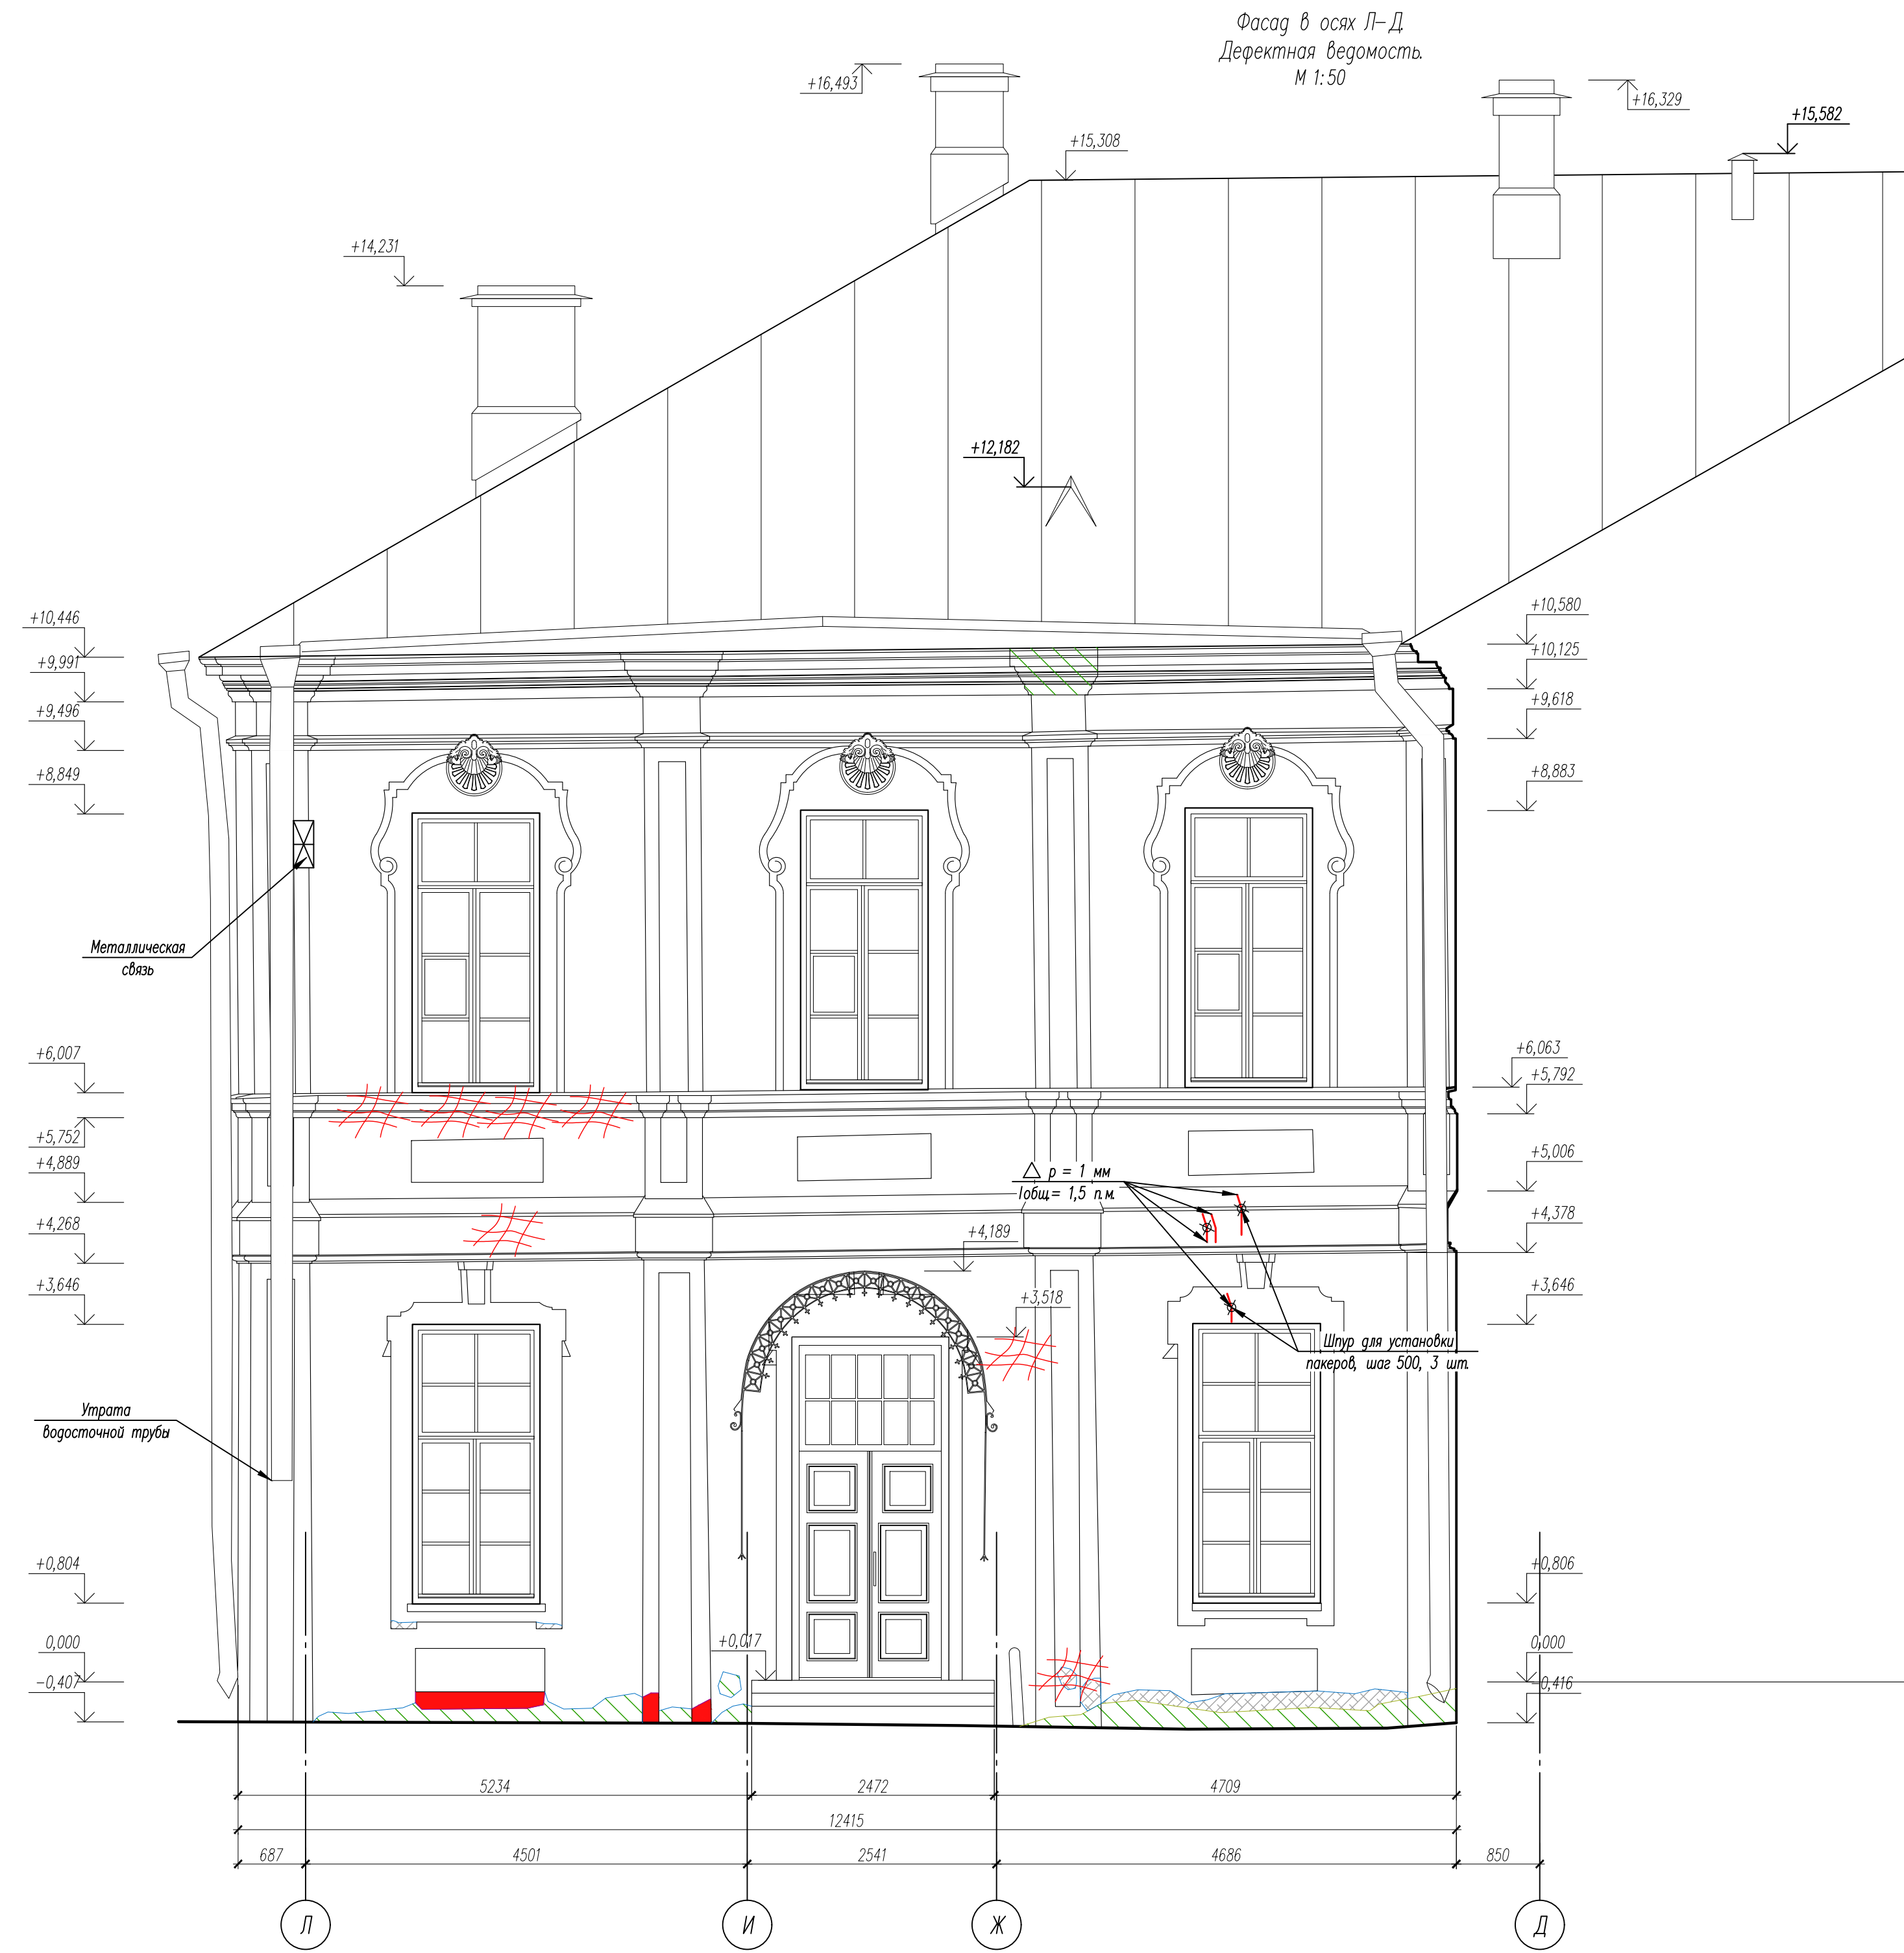 Фасад в осях Л-Д.
Дефектная ведомость.
М 1:50
+16,493
+16,329
+15,582
+15,308
+14,231
+12,182
+10,446
+9,991
+9,496
+8,849
+10,580
+10,125
+9,618
+8,883
Металлическая
связь
+6,007
+5,752
+4,889
+4,268
+3,646
+6,063
+5,792
+5,006
+4,378
+3,646
р = 1 мм
lобщ.= 1,5 п.м.
+4,189
+3,518
Шпур для установки
пакеров, шаг 500, 3 шт.
Утрата
водосточной трубы
+0,804
0,000
-0,407
+0,017
+0,806
0,000
-0,416
5234
2472
4709
12415
687
4501
2541
4686
850
Л
И
Ж
Д